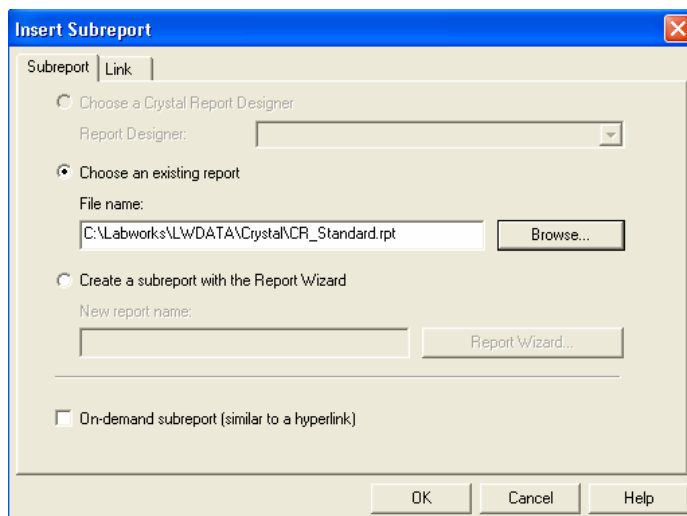 Insert Subreport
Subreport Link
Choose a Crystal Report Designer
Report Designer:
Choose an existing report
File name:
C:\Labworks\LWDATA\Crystal\CR_Standard.rpt Browse...
Create a subreport with the Report Wizard
New report name:
Report Wizard...
On-demand subreport (similar to a hyperlink)
OK Cancel Help